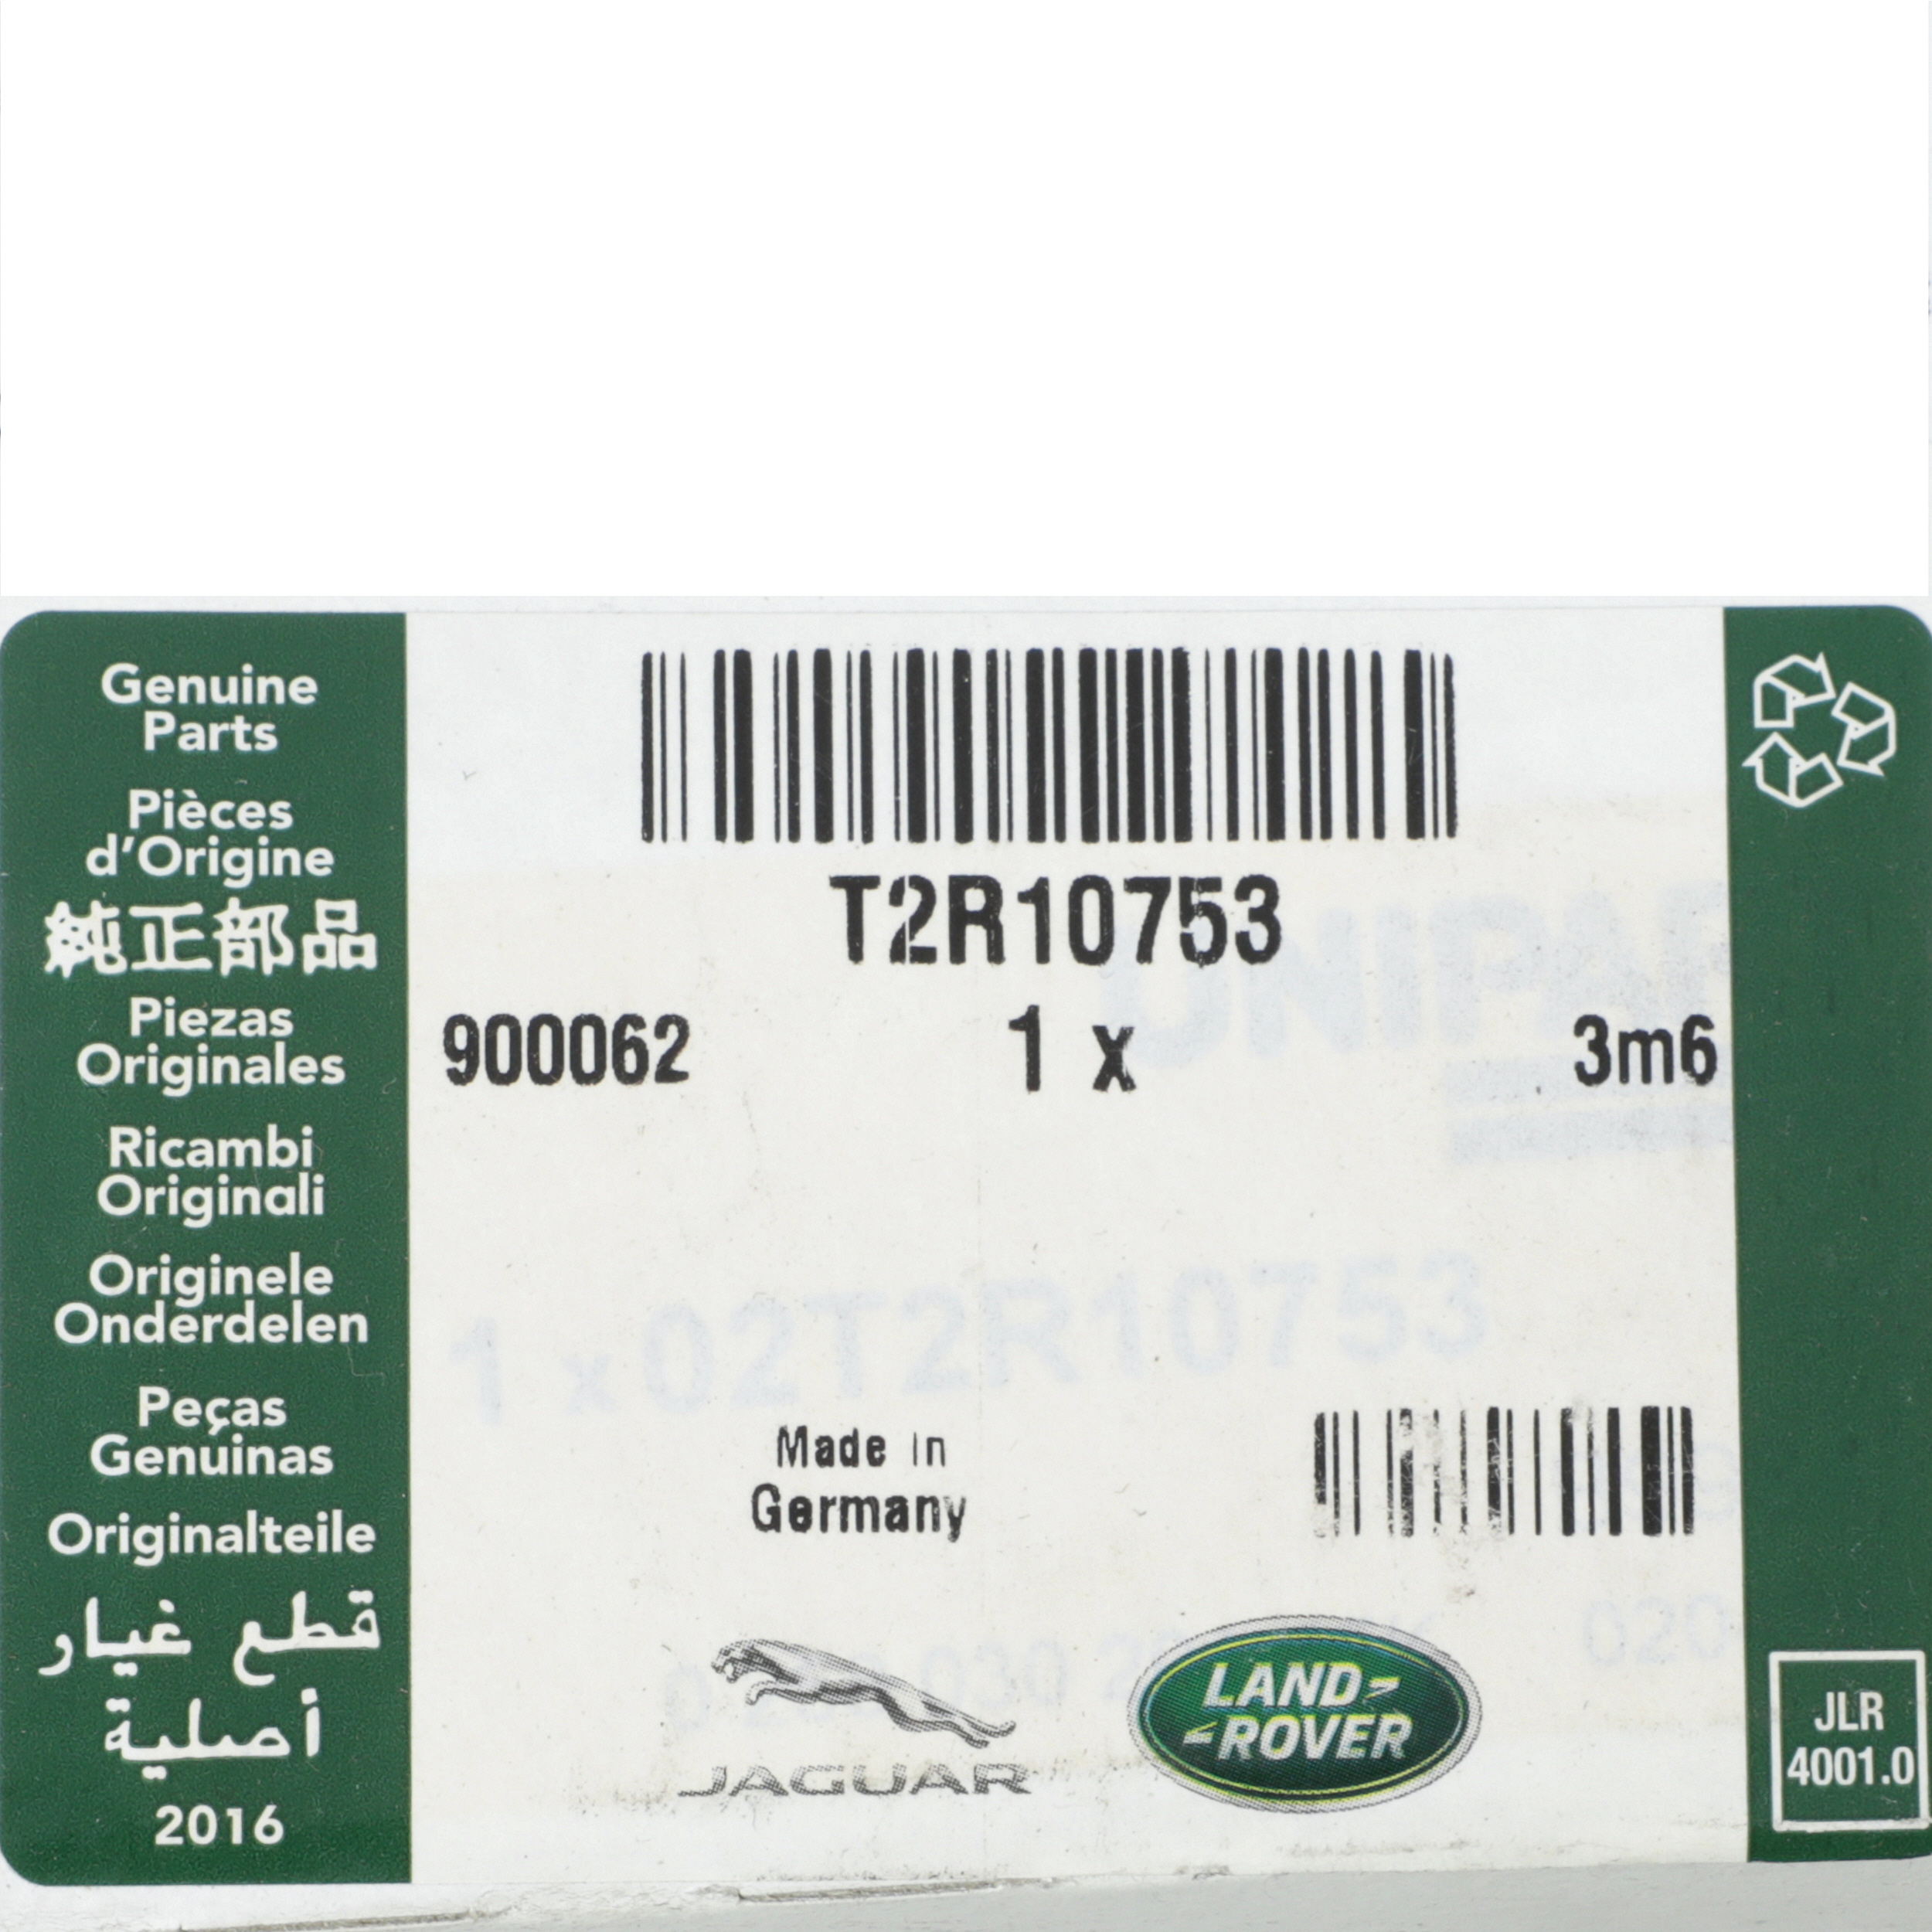 Genuine
Parts
Pièces
d'Origine
純正部品
Piezas
Originales
Ricambi
Originali
Originele
Onderdelen
Peças
Genuinas
Originalteile
قطع غيار
أصلية
2016
T2R10753
900062 1 x 3m6
1 x 02T2R10753
Made in
Germany
020
JAGUAR
LAND-
-ROVER
JLR
4001.0